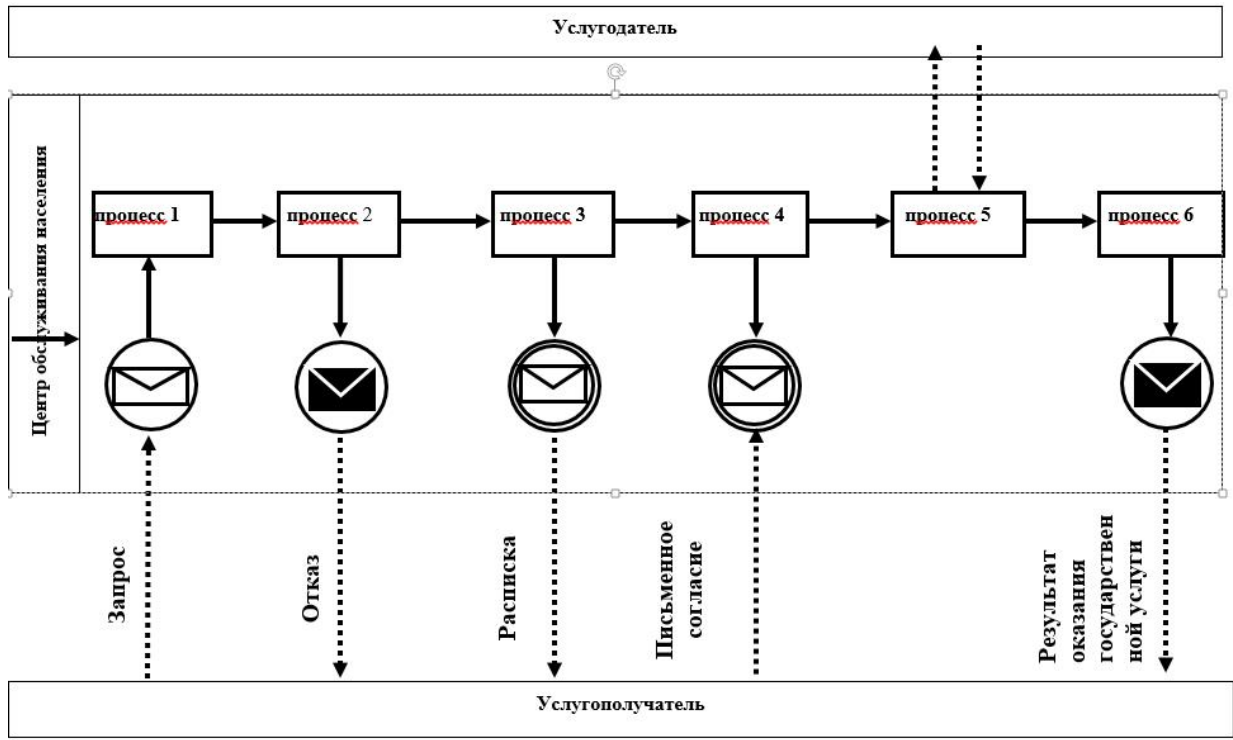 Услугодатель
Центр обслуживания населения
процесс 1
процесс 2
процесс 3
процесс 4
процесс 5
процесс 6
Запрос
Отказ
Расписка
Письменное
согласие
Результат
оказания
государствен
ной услуги
Услугополучатель